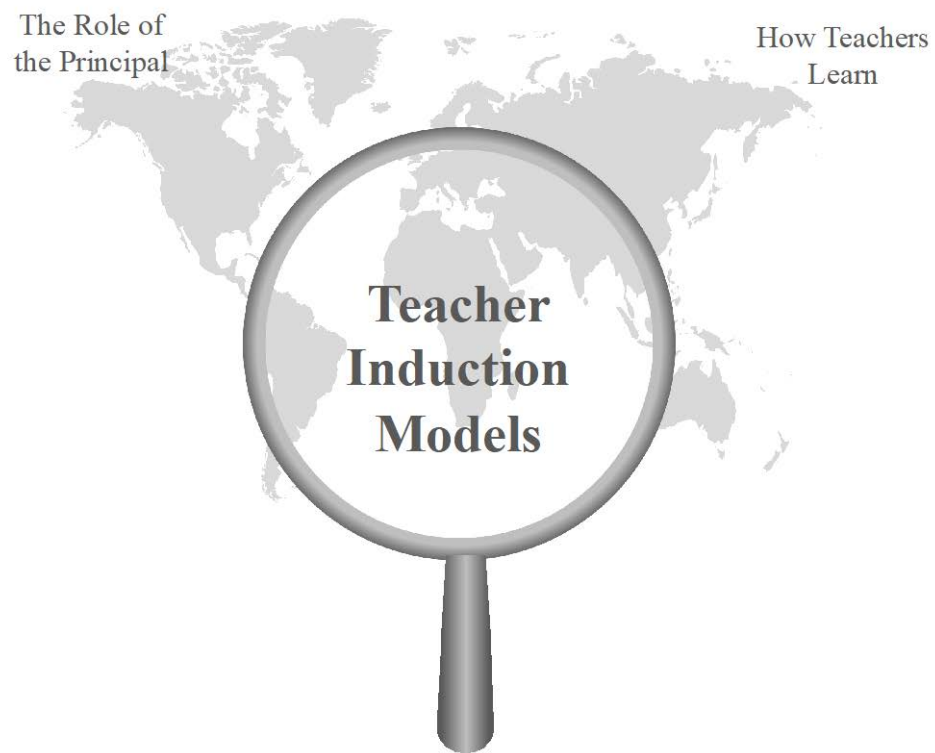 The Role of
the Principal
How Teachers
Learn
Teacher
Induction
Models